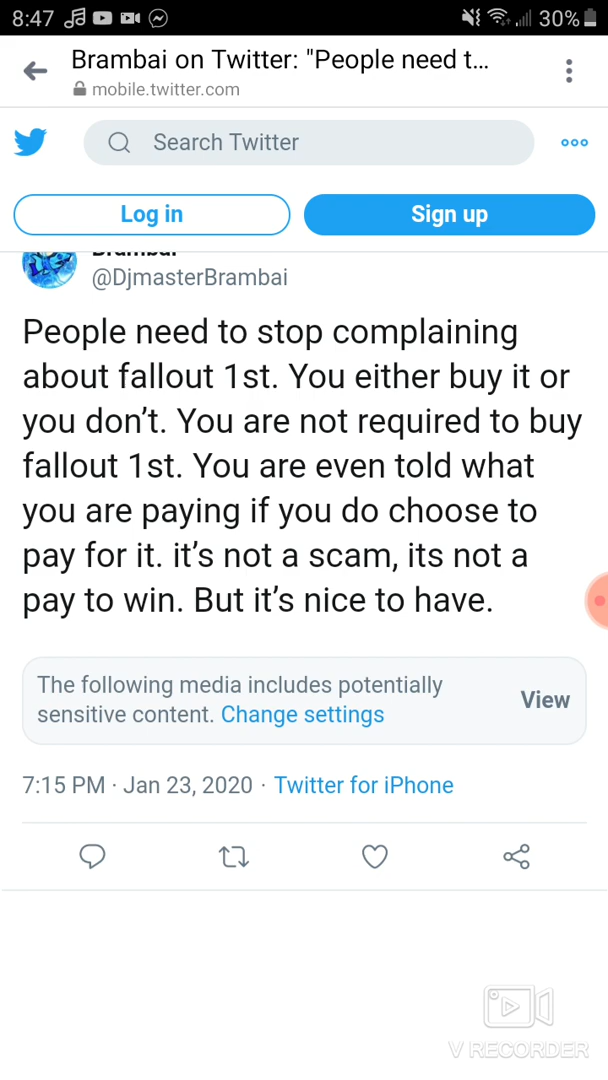 8:47 30%
Brambai on Twitter: "People need t...
mobile.twitter.com
Search Twitter
Log in Sign up
Brambai
@DjmasterBrambai
People need to stop complaining
about fallout 1st. You either buy it or
you don't. You are not required to buy
fallout 1st. You are even told what
you are paying if you do choose to
pay for it. it's not a scam, its not a
pay to win. But it's nice to have.
The following media includes potentially
sensitive content. Change settings
View
7:15 PM · Jan 23, 2020 · Twitter for iPhone
V RECORDER